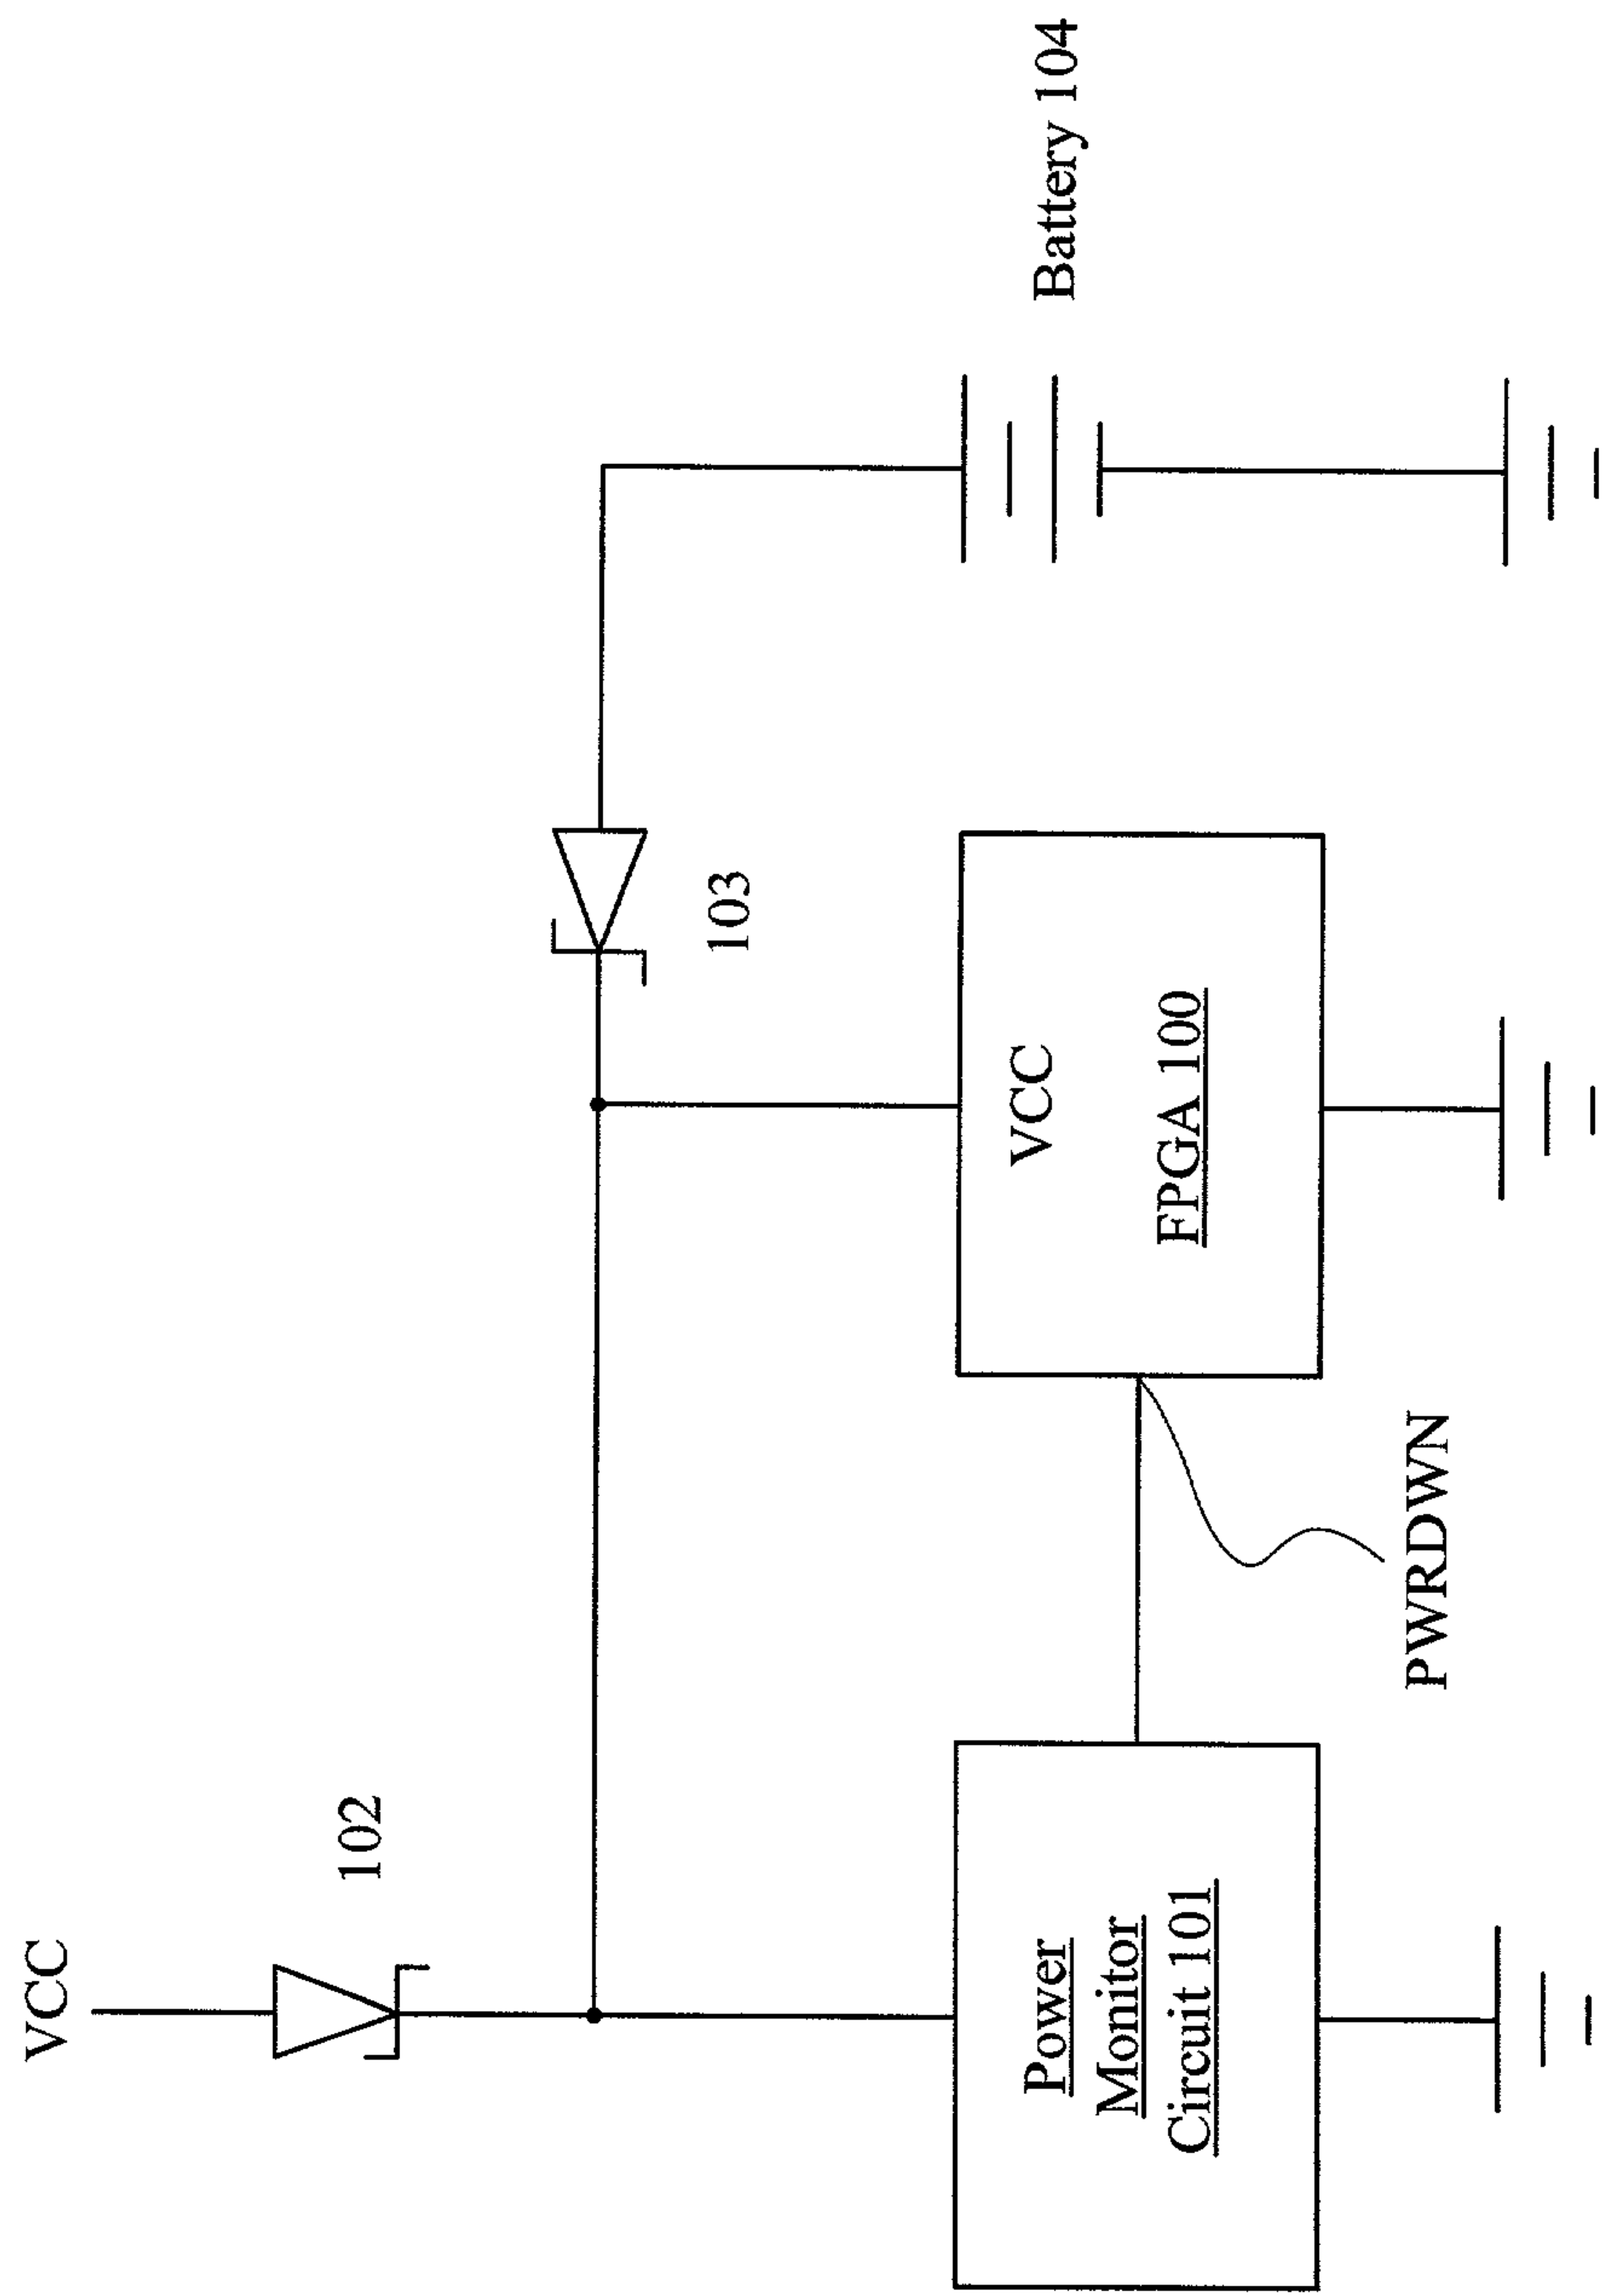 VCC
102
103
Battery 104
VCC
FPGA 100
Power
Monitor
Circuit 101
PWRDWN